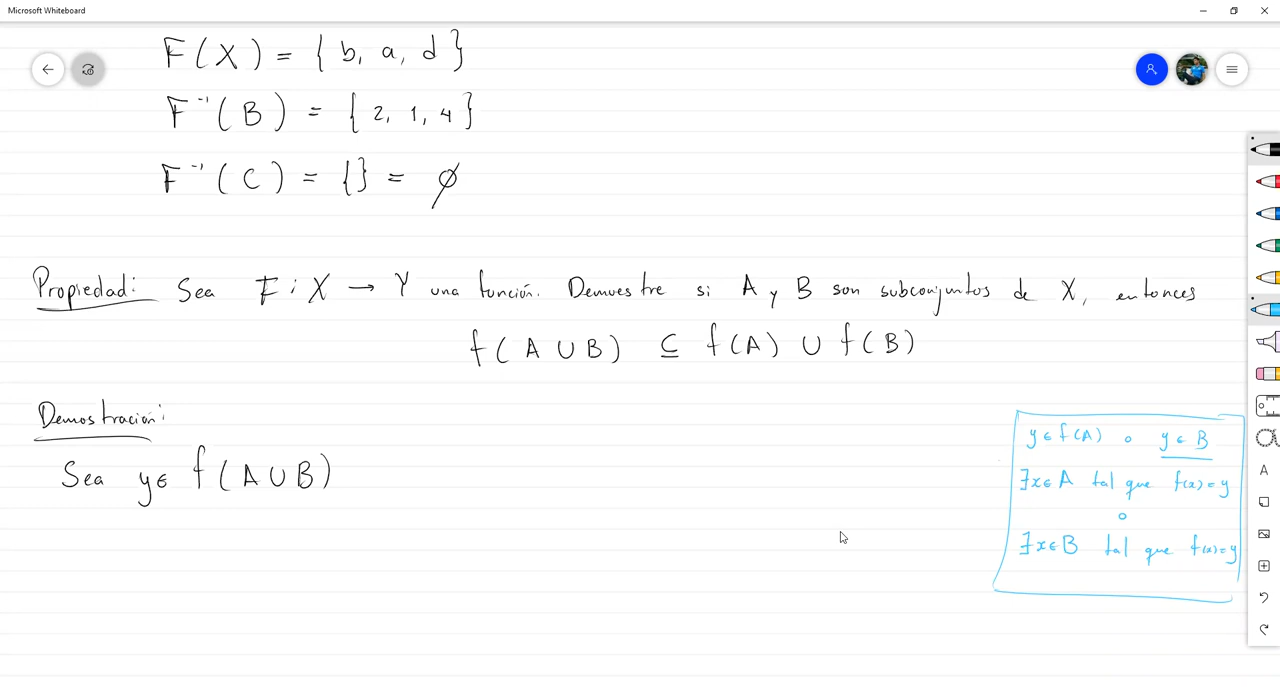 Microsoft Whiteboard
F(X) = { b, a, d }
F⁻¹(B) = { 2, 1, 4 }
F⁻¹(C) = {} = ∅
Propiedad: Sea F : X → Y una función. Demuestre si A y B son subconjuntos de X, entonces
f(A ∪ B) ⊆ f(A) ∪ f(B)
Demostración:
Sea y ∈ f(A ∪ B)
y ∈ f(A) o y ∈ B
∃x ∈ A tal que f(x) = y
o
∃x ∈ B tal que f(x) = y
A